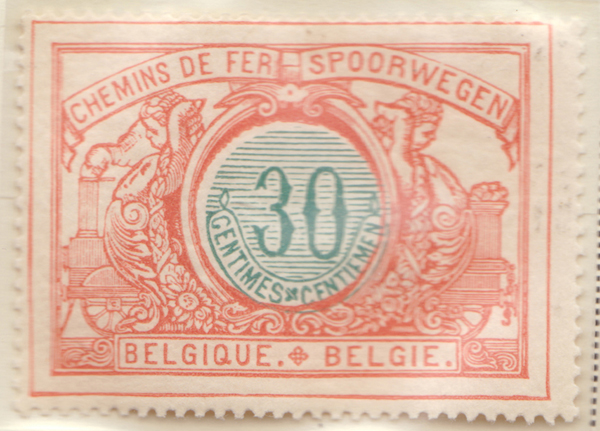 CHEMINS DE FER SPOORWEGEN
30
CENTIMES CENTIEMEN
BELGIQUE. BELGIE.